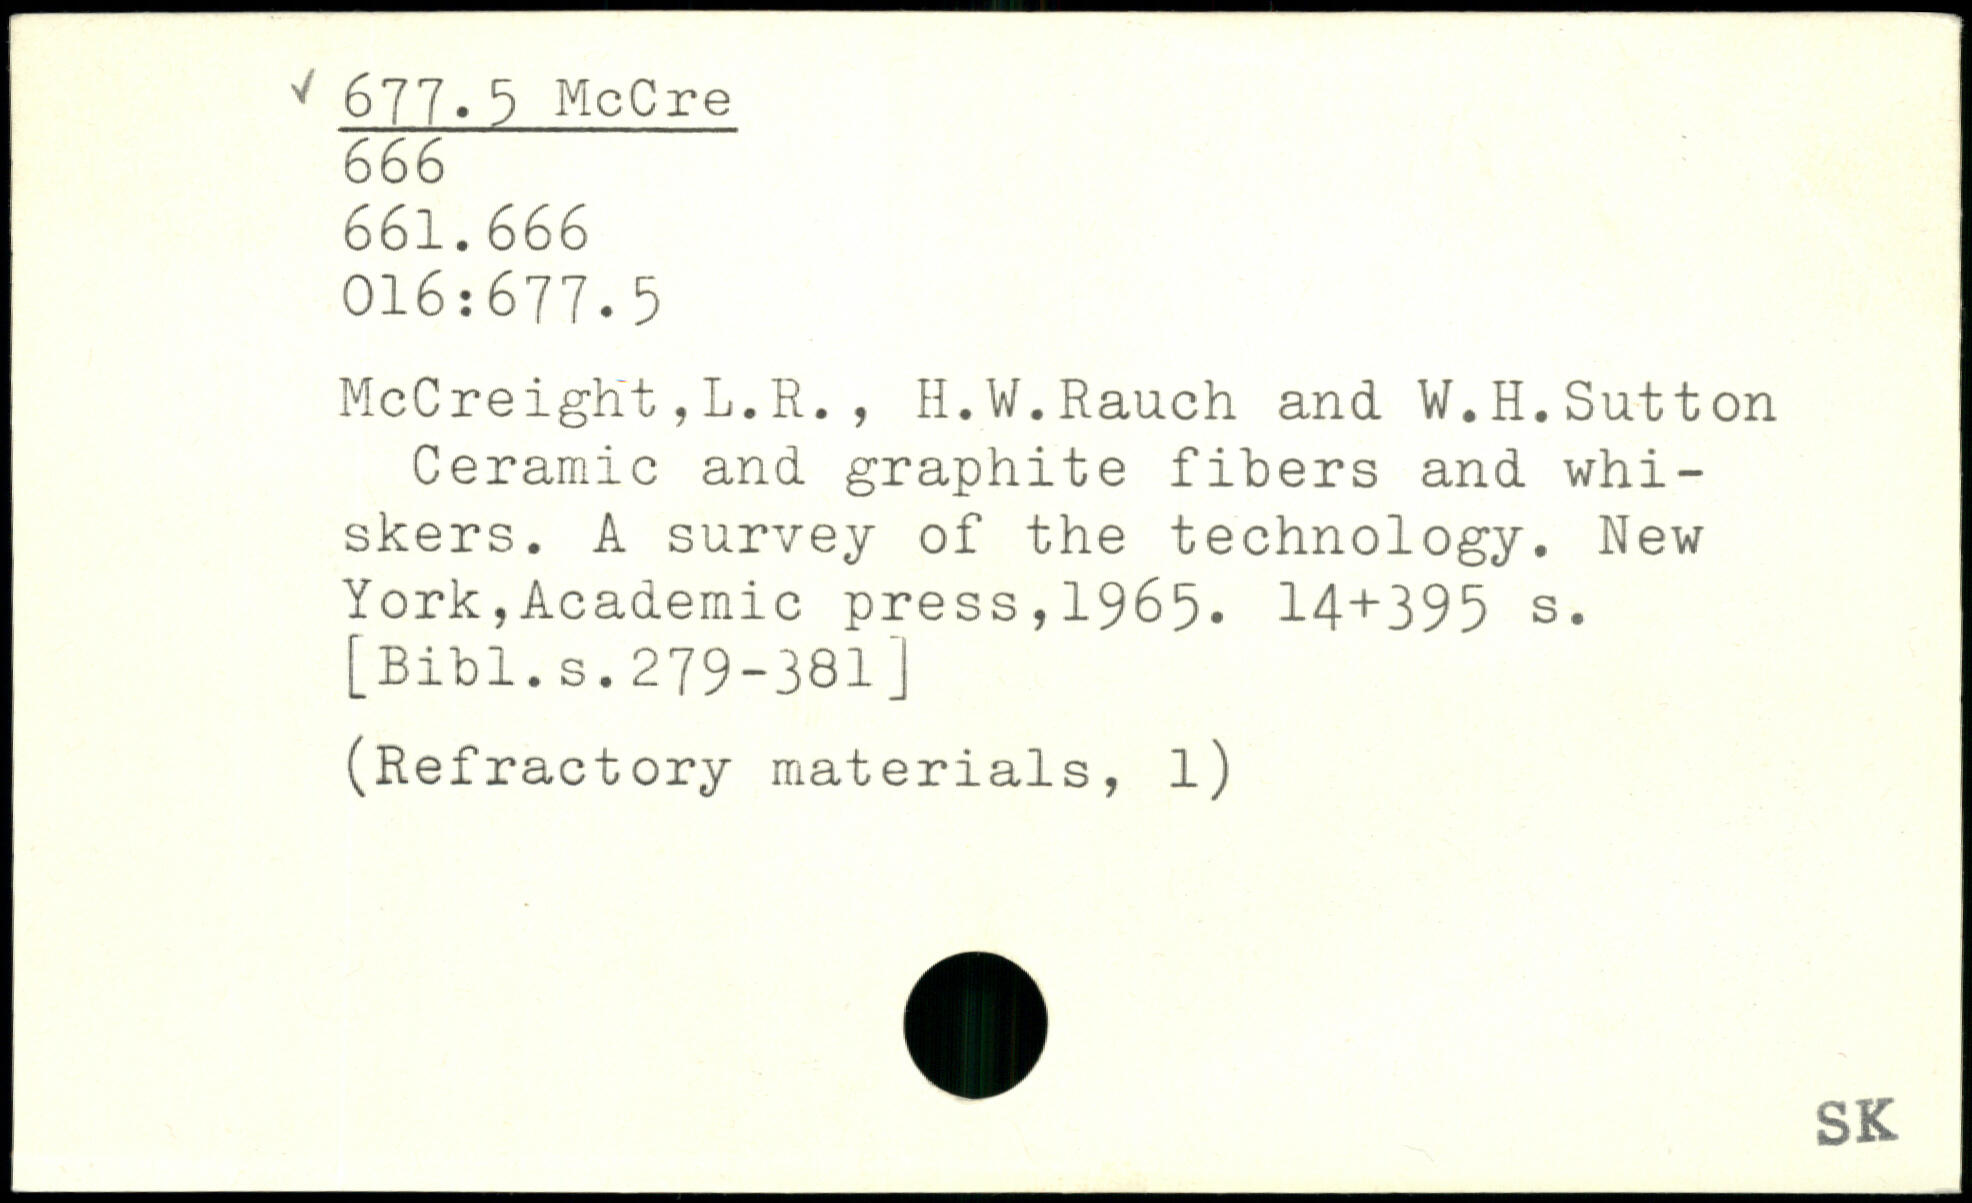 ✓ 677.5 McCre
666
661.666
016:677.5
McCreight,L.R., H.W.Rauch and W.H.Sutton
Ceramic and graphite fibers and whi-
skers. A survey of the technology. New
York,Academic press,1965. 14+395 s.
[Bibl.s.279-381]
(Refractory materials, 1)
SK